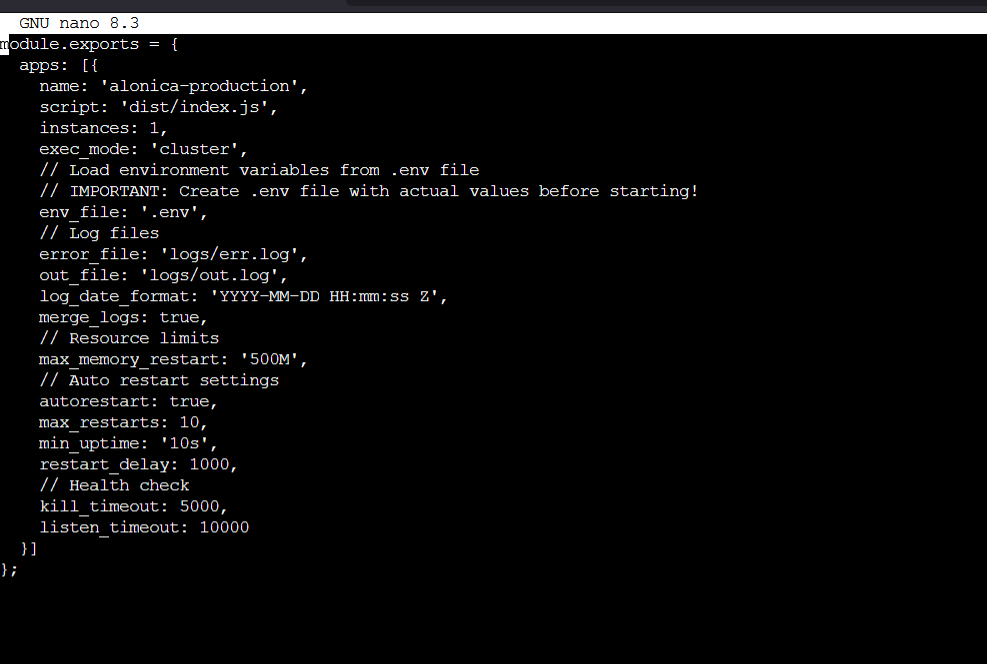 GNU nano 8.3
module.exports = {
  apps: [{
    name: 'alonica-production',
    script: 'dist/index.js',
    instances: 1,
    exec_mode: 'cluster',
    // Load environment variables from .env file
    // IMPORTANT: Create .env file with actual values before starting!
    env_file: '.env',
    // Log files
    error_file: 'logs/err.log',
    out_file: 'logs/out.log',
    log_date_format: 'YYYY-MM-DD HH:mm:ss Z',
    merge_logs: true,
    // Resource limits
    max_memory_restart: '500M',
    // Auto restart settings
    autorestart: true,
    max_restarts: 10,
    min_uptime: '10s',
    restart_delay: 1000,
    // Health check
    kill_timeout: 5000,
    listen_timeout: 10000
  }]
};